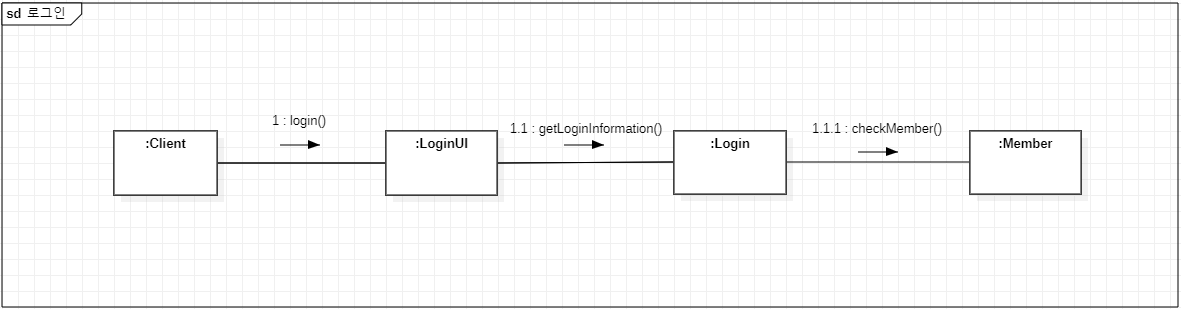 sd 로그인
1 : login()
1.1 : getLoginInformation()
1.1.1 : checkMember()
:Client
:LoginUI
:Login
:Member